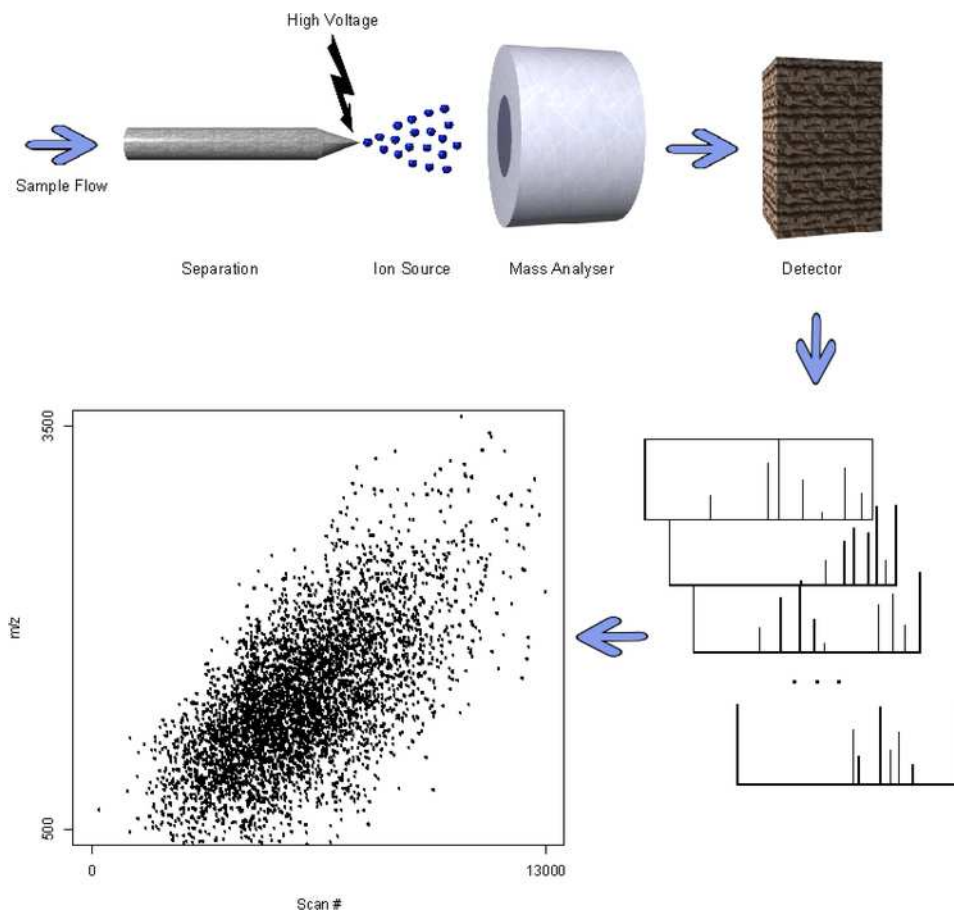 High Voltage
Sample Flow
Separation
Ion Source
Mass Analyser
Detector
3500
m/z
500
0
13000
Scan #
. . .